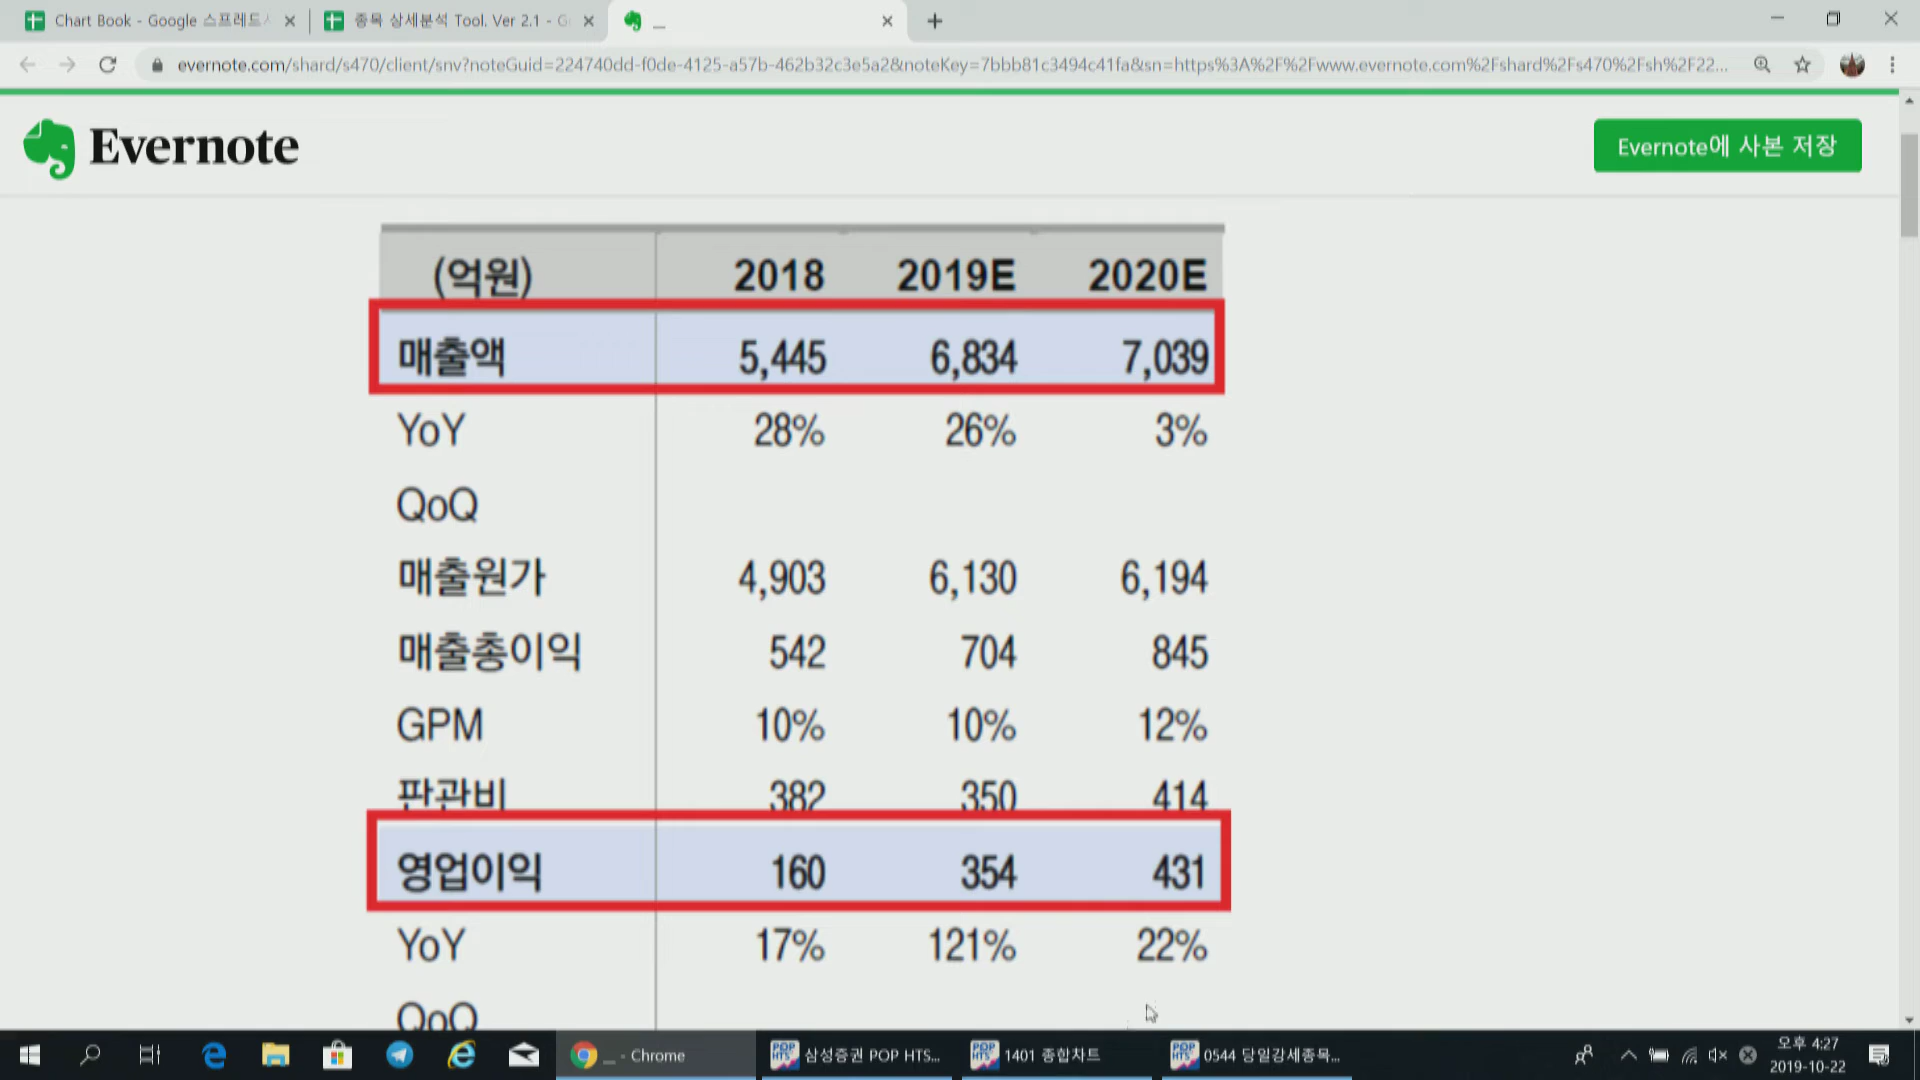 Chart Book - Google 스프레드
종목 상세분석 Tool. Ver 2.1 - G
_
evernote.com/shard/s470/client/snv?noteGuid=224740dd-f0de-4125-a57b-462b32c3e5a2&noteKey=7bbb81c3494c41fa&sn=https%3A%2F%2Fwww.evernote.com%2Fshard%2Fs470%2Fsh%2F22...
Evernote
Evernote에 사본 저장
(억원) 2018 2019E 2020E
매출액 5,445 6,834 7,039
YoY 28% 26% 3%
QoQ
매출원가 4,903 6,130 6,194
매출총이익 542 704 845
GPM 10% 10% 12%
판관비 382 350 414
영업이익 160 354 431
YoY 17% 121% 22%
QoQ
_ - Chrome
POP HTS 삼성증권 POP HTS...
POP HTS 1401 종합차트
POP HTS 0544 당일강세종목...
오후 4:27
2019-10-22